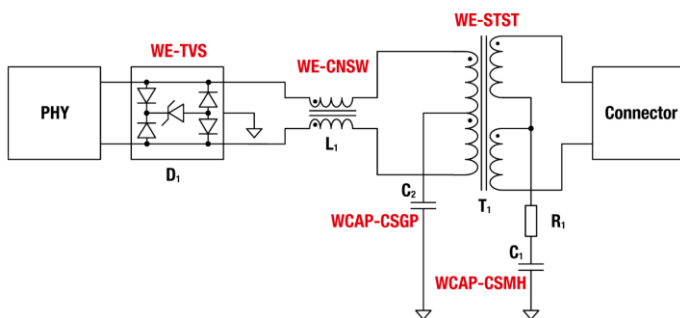 WE-STST
WE-TVS
WE-CNSW
PHY
Connector
L1
D1
C2
T1
R1
WCAP-CSGP
C1
WCAP-CSMH